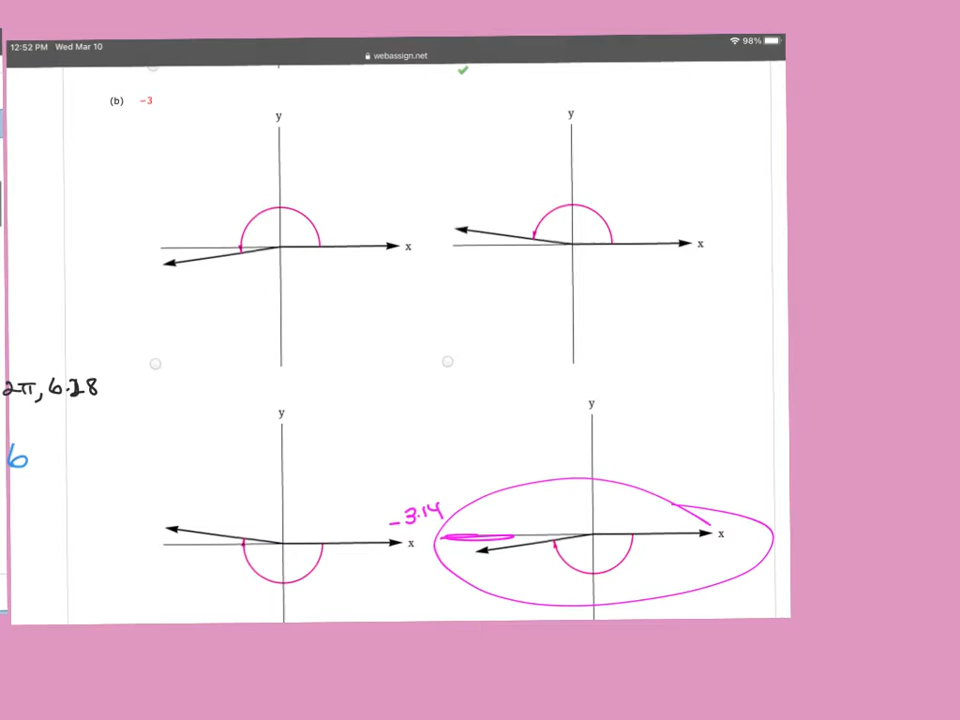 12:52 PM Wed Mar 10
98%
webassign.net
(b) −3
y
y
x
x
2π, 6.28
y
y
6
-3.14
x
x